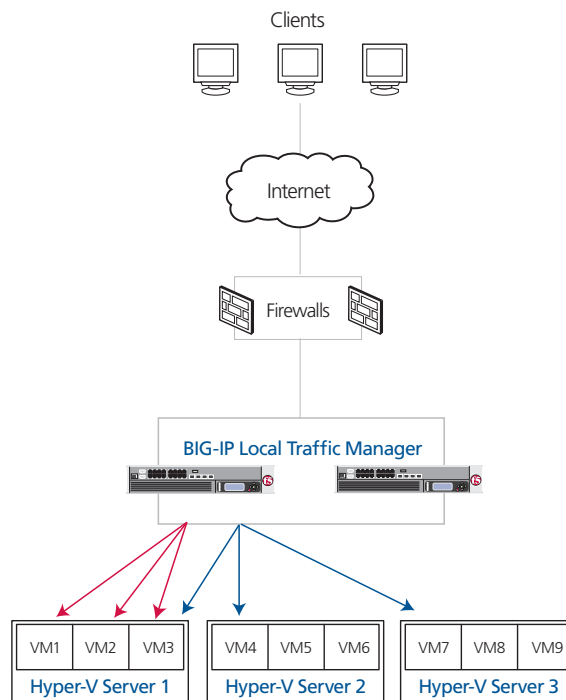 Clients
Internet
Firewalls
BIG-IP Local Traffic Manager
VM1 VM2 VM3 VM4 VM5 VM6 VM7 VM8 VM9
Hyper-V Server 1 Hyper-V Server 2 Hyper-V Server 3